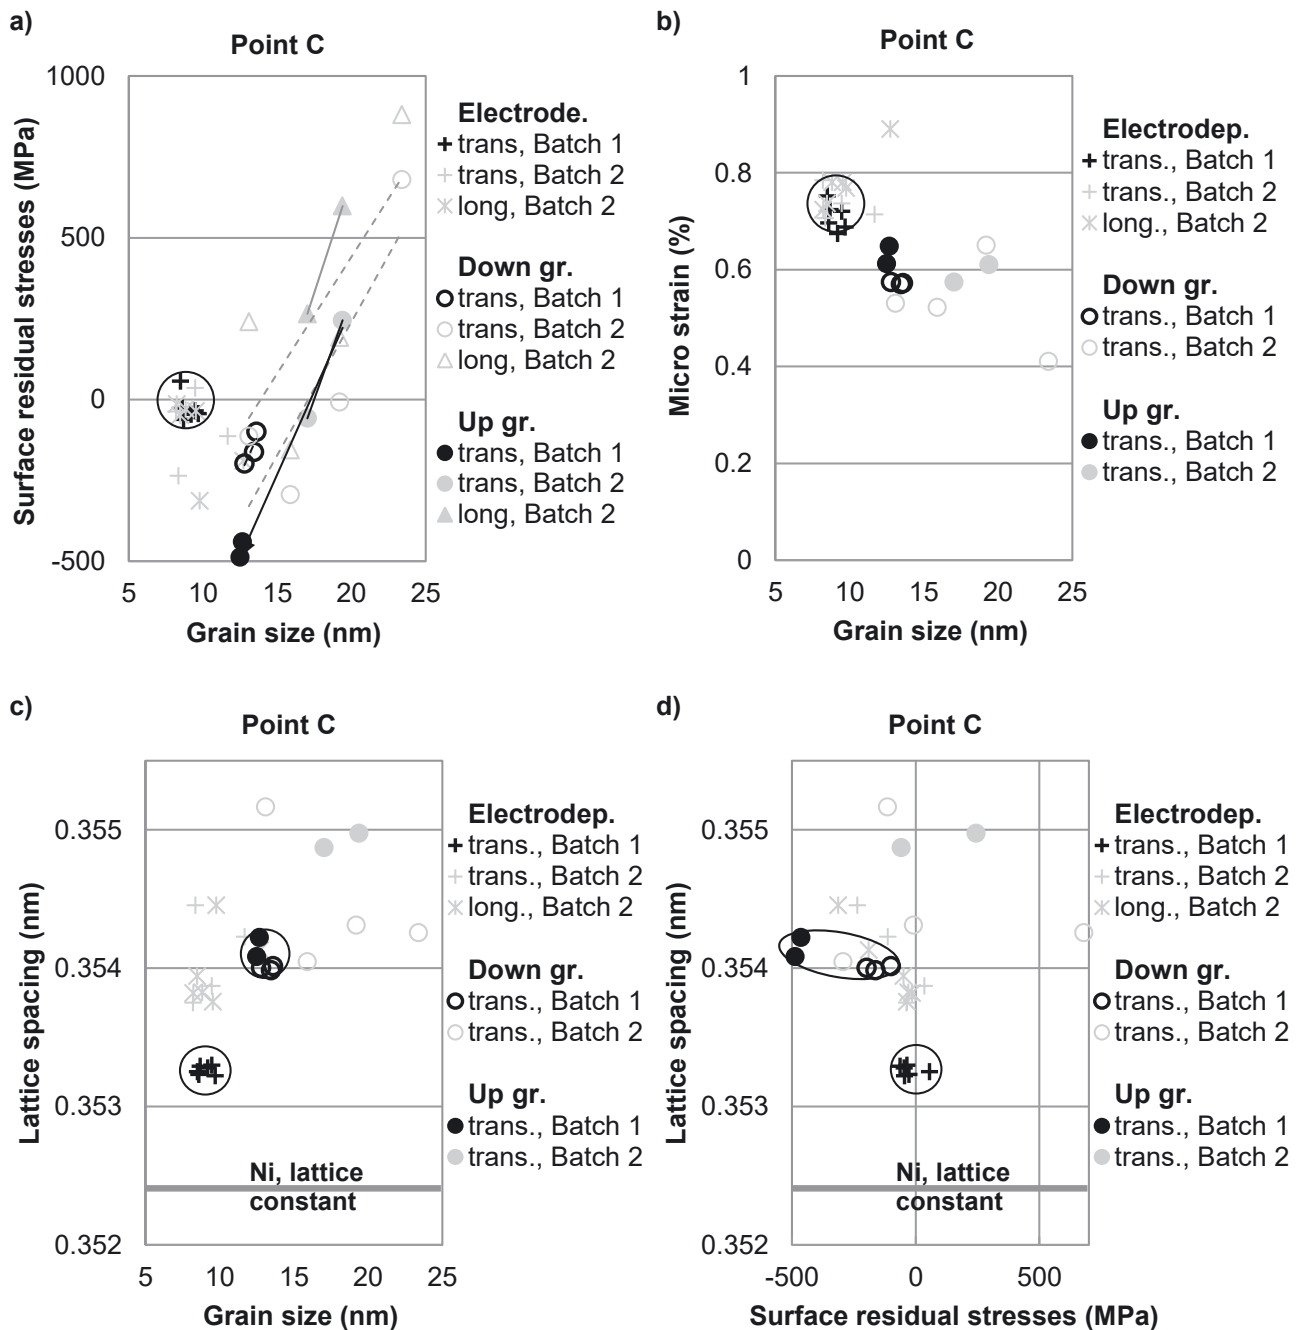 a)
Point C
Surface residual stresses (MPa)
1000
500
0
-500
5 10 15 20 25
Grain size (nm)
Electrode.
trans, Batch 1
trans, Batch 2
long, Batch 2
Down gr.
trans, Batch 1
trans, Batch 2
long, Batch 2
Up gr.
trans, Batch 1
trans, Batch 2
long, Batch 2
b)
Point C
Micro strain (%)
1
0.8
0.6
0.4
0.2
0
5 10 15 20 25
Grain size (nm)
Electrodep.
trans., Batch 1
trans., Batch 2
long., Batch 2
Down gr.
trans., Batch 1
trans., Batch 2
Up gr.
trans., Batch 1
trans., Batch 2
c)
Point C
Lattice spacing (nm)
0.355
0.354
0.353
0.352
Ni, lattice
constant
5 10 15 20 25
Grain size (nm)
Electrodep.
trans., Batch 1
trans., Batch 2
long., Batch 2
Down gr.
trans., Batch 1
trans., Batch 2
Up gr.
trans., Batch 1
trans., Batch 2
d)
Point C
Lattice spacing (nm)
0.355
0.354
0.353
0.352
Ni, lattice
constant
-500 0 500
Surface residual stresses (MPa)
Electrodep.
trans., Batch 1
trans., Batch 2
long., Batch 2
Down gr.
trans., Batch 1
trans., Batch 2
Up gr.
trans., Batch 1
trans., Batch 2